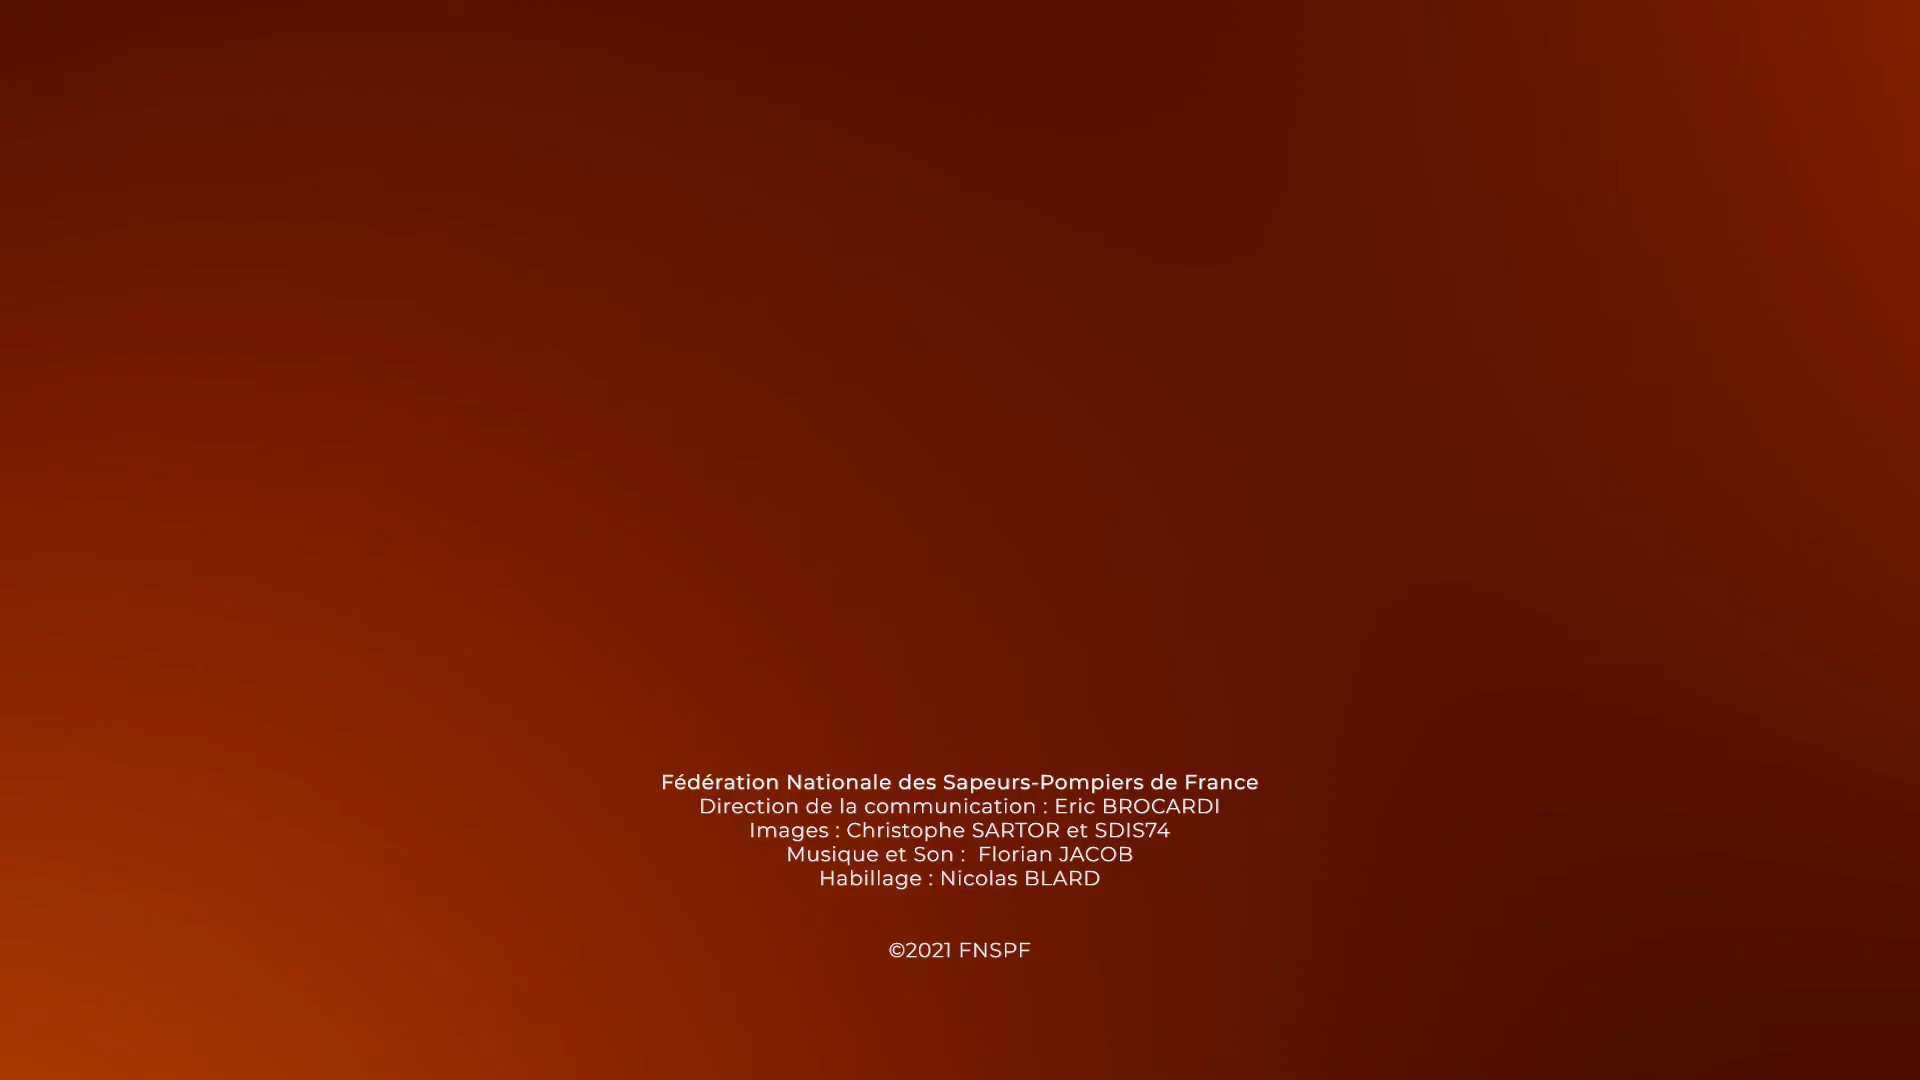 Fédération Nationale des Sapeurs-Pompiers de France
Direction de la communication : Eric BROCARDI
Images : Christophe SARTOR et SDIS74
Musique et Son :  Florian JACOB
Habillage : Nicolas BLARD
©2021 FNSPF